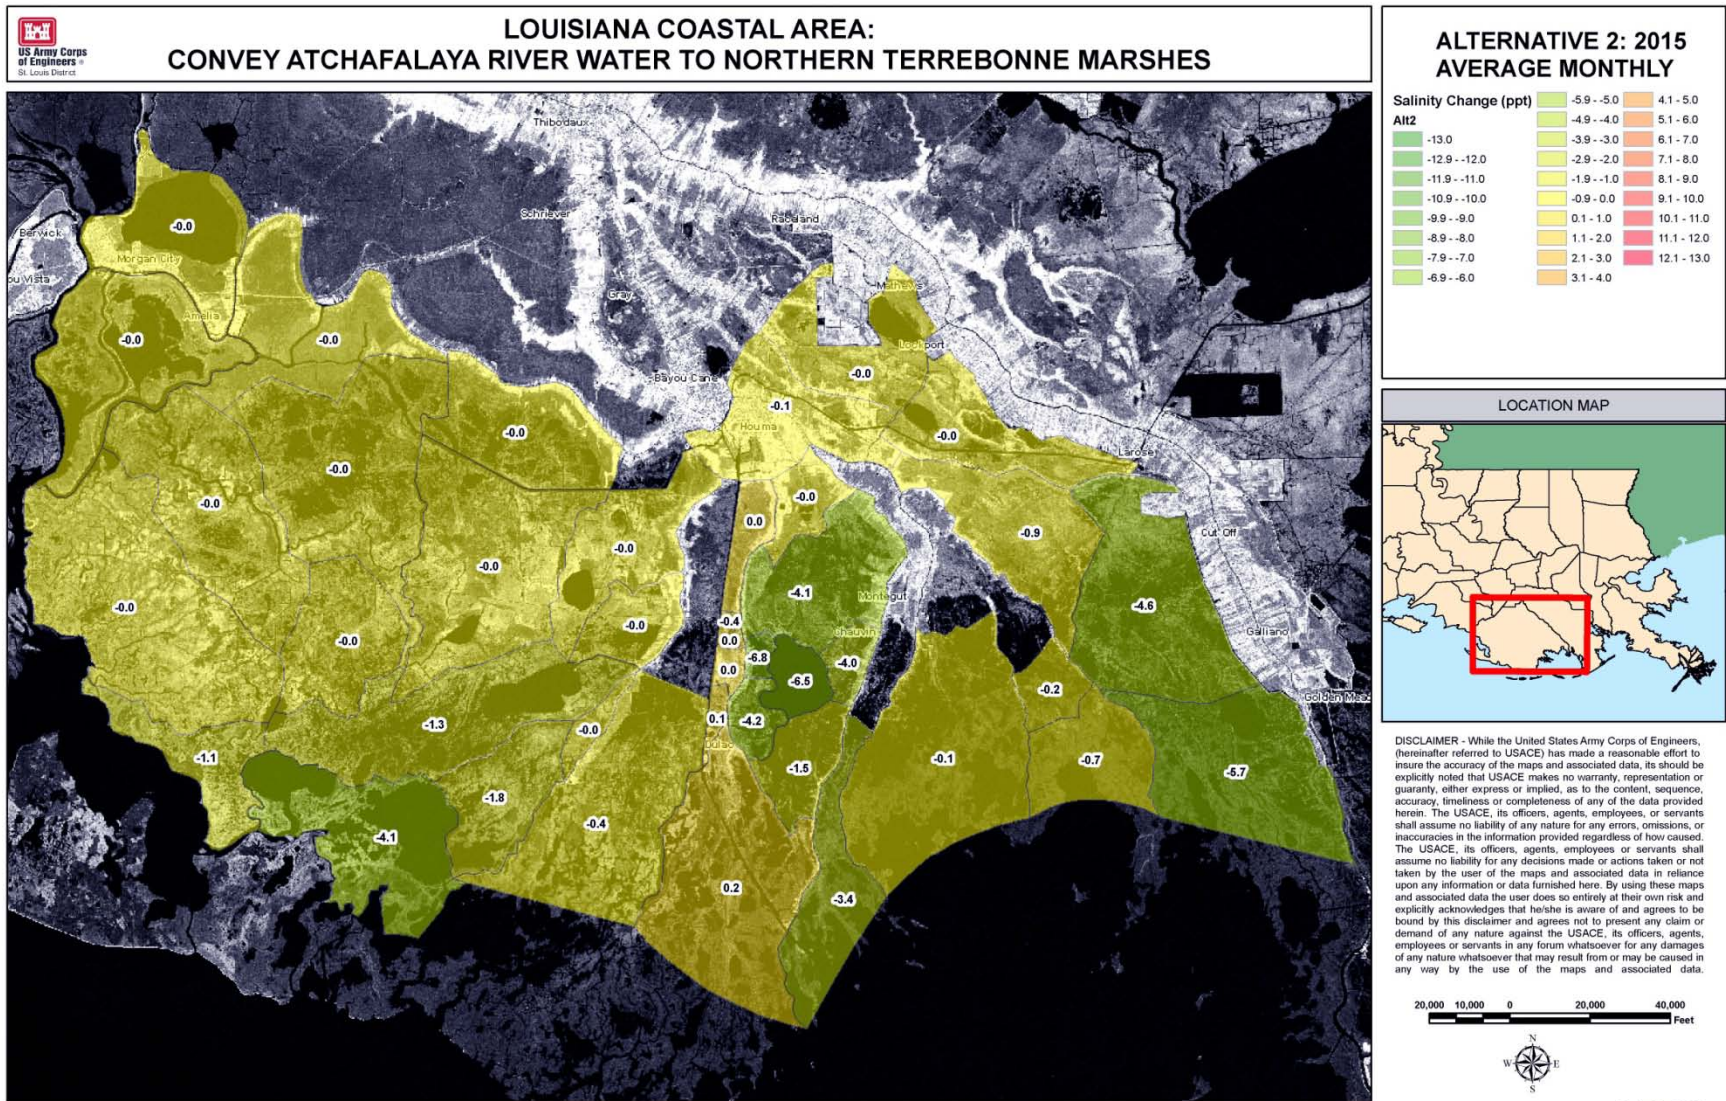 US Army Corps
of Engineers ®
St. Louis District
LOUISIANA COASTAL AREA:
CONVEY ATCHAFALAYA RIVER WATER TO NORTHERN TERREBONNE MARSHES
ALTERNATIVE 2: 2015
AVERAGE MONTHLY
Salinity Change (ppt)
Alt2
-13.0
-12.9 - -12.0
-11.9 - -11.0
-10.9 - -10.0
-9.9 - -9.0
-8.9 - -8.0
-7.9 - -7.0
-6.9 - -6.0
-5.9 - -5.0
-4.9 - -4.0
-3.9 - -3.0
-2.9 - -2.0
-1.9 - -1.0
-0.9 - 0.0
0.1 - 1.0
1.1 - 2.0
2.1 - 3.0
3.1 - 4.0
4.1 - 5.0
5.1 - 6.0
6.1 - 7.0
7.1 - 8.0
8.1 - 9.0
9.1 - 10.0
10.1 - 11.0
11.1 - 12.0
12.1 - 13.0
Thibodaux
Schriever
Raceland
-0.0
Berwick
Morgan City
ou Vista
Gray
Mathews
Amelia
-0.0
-0.0
Lockport
Bayou Cane
-0.0
-0.1
Houma
-0.0
-0.0
-0.0
Larose
-0.0
-0.0
-0.0
0.0
-0.9
Cut Off
-0.0
-0.0
-4.1
Montegut
-4.6
-0.0
-0.0
-0.0
-0.4
0.0
Chauvin
Galliano
-6.8
-4.0
0.0
-6.5
-0.2
Golden Mead
-1.3
-0.0
0.1
-4.2
Dulac
-1.1
-0.1
-0.7
-1.5
-5.7
-1.8
-0.4
-4.1
0.2
-3.4
LOCATION MAP
DISCLAIMER - While the United States Army Corps of Engineers,
(hereinafter referred to USACE) has made a reasonable effort to
insure the accuracy of the maps and associated data, its should be
explicitly noted that USACE makes no warranty, representation or
guaranty, either express or implied, as to the content, sequence,
accuracy, timeliness or completeness of any of the data provided
herein. The USACE, its officers, agents, employees, or servants
shall assume no liability of any nature for any errors, omissions, or
inaccuracies in the information provided regardless of how caused.
The USACE, its officers, agents, employees or servants shall
assume no liability for any decisions made or actions taken or not
taken by the user of the maps and associated data in reliance
upon any information or data furnished here. By using these maps
and associated data the user does so entirely at their own risk and
explicitly acknowledges that he/she is aware of and agrees to be
bound by this disclaimer and agrees not to present any claim or
demand of any nature against the USACE, its officers, agents,
employees or servants in any forum whatsoever for any damages
of any nature whatsoever that may result from or may be caused in
any way by the use of the maps and associated data.
20,000 10,000 0 20,000 40,000
Feet
N
W E
S